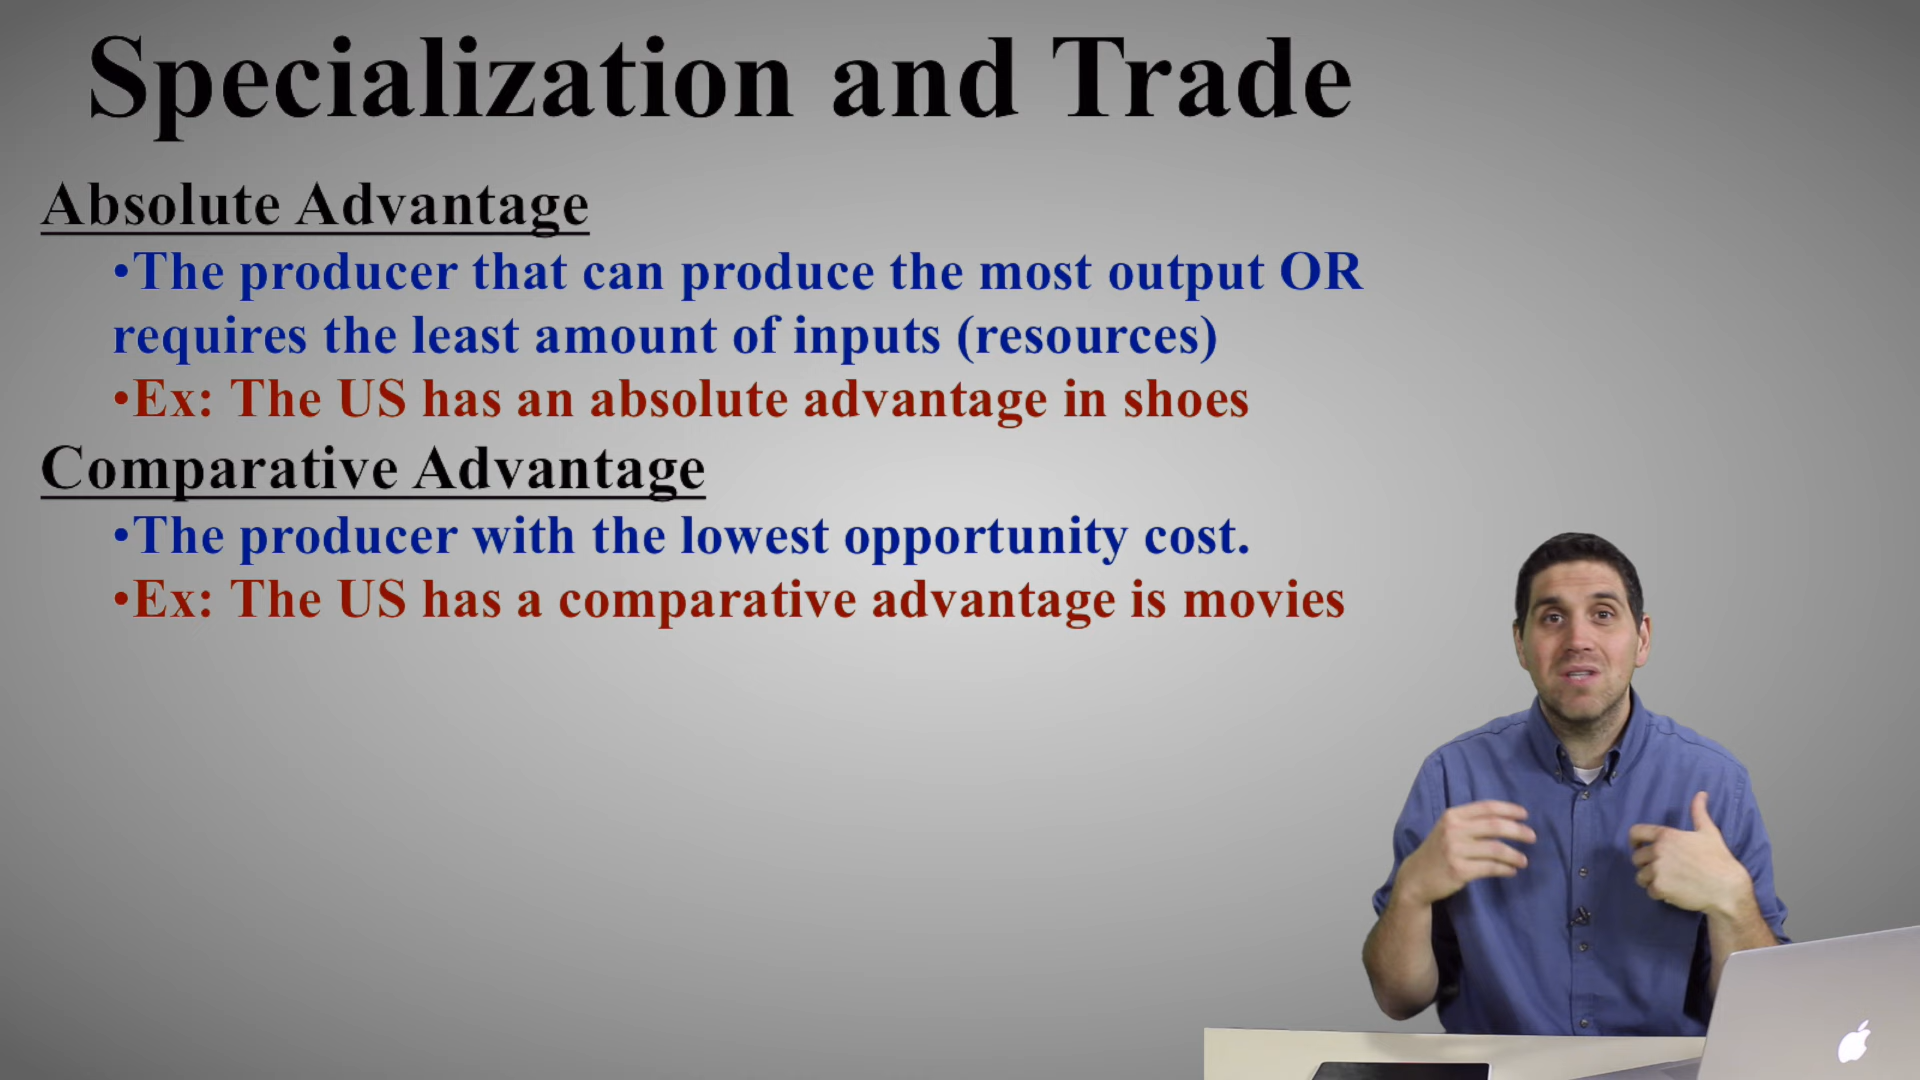 Specialization and Trade
Absolute Advantage
•The producer that can produce the most output OR
requires the least amount of inputs (resources)
•Ex: The US has an absolute advantage in shoes
Comparative Advantage
•The producer with the lowest opportunity cost.
•Ex: The US has a comparative advantage is movies